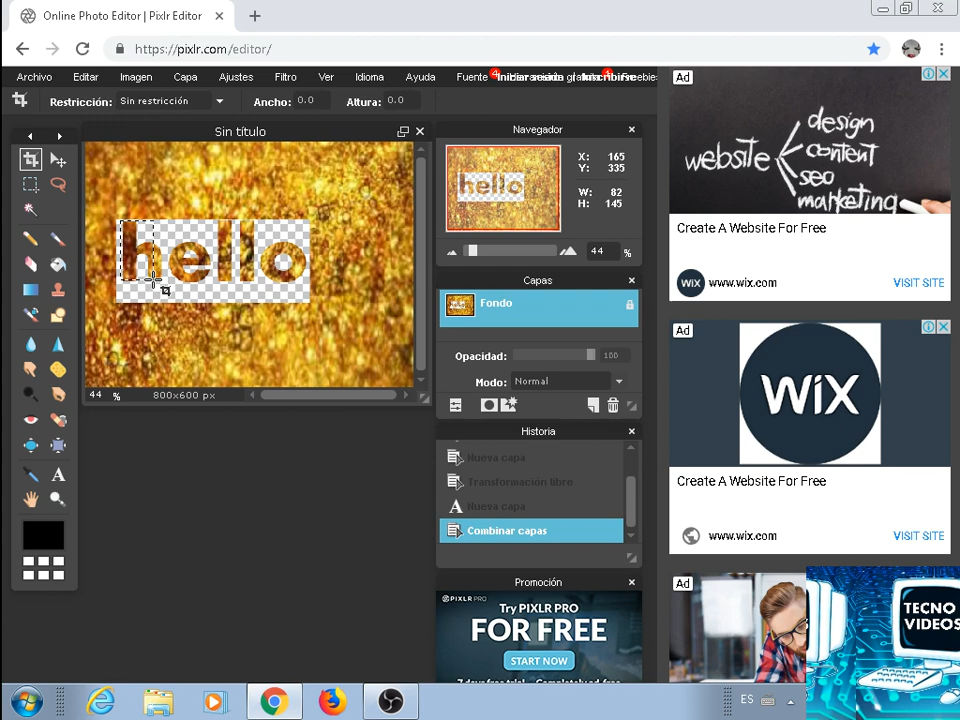 Online Photo Editor | Pixlr Editor
https://pixlr.com/editor/
Archivo Editar Imagen Capa Ajustes Filtro Ver Idioma Ayuda Fuente
Restricción: Sin restricción Ancho: 0.0 Altura: 0.0
Sin título
hello
44 % 800x600 px
Navegador
hello
X: 165
Y: 335
W: 82
H: 145
44 %
Capas
Fondo
Opacidad: 100
Modo: Normal
Historia
Nueva capa
Transformación libre
A Nueva capa
Combinar capas
Promoción
PIXLR PRO
Try PIXLR PRO
FOR FREE
START NOW
Ad
website
design
content
seo
marketing
Create A Website For Free
WIX www.wix.com VISIT SITE
Ad
WiX
Create A Website For Free
www.wix.com VISIT SITE
Ad
TECNO
VIDEOS
ES